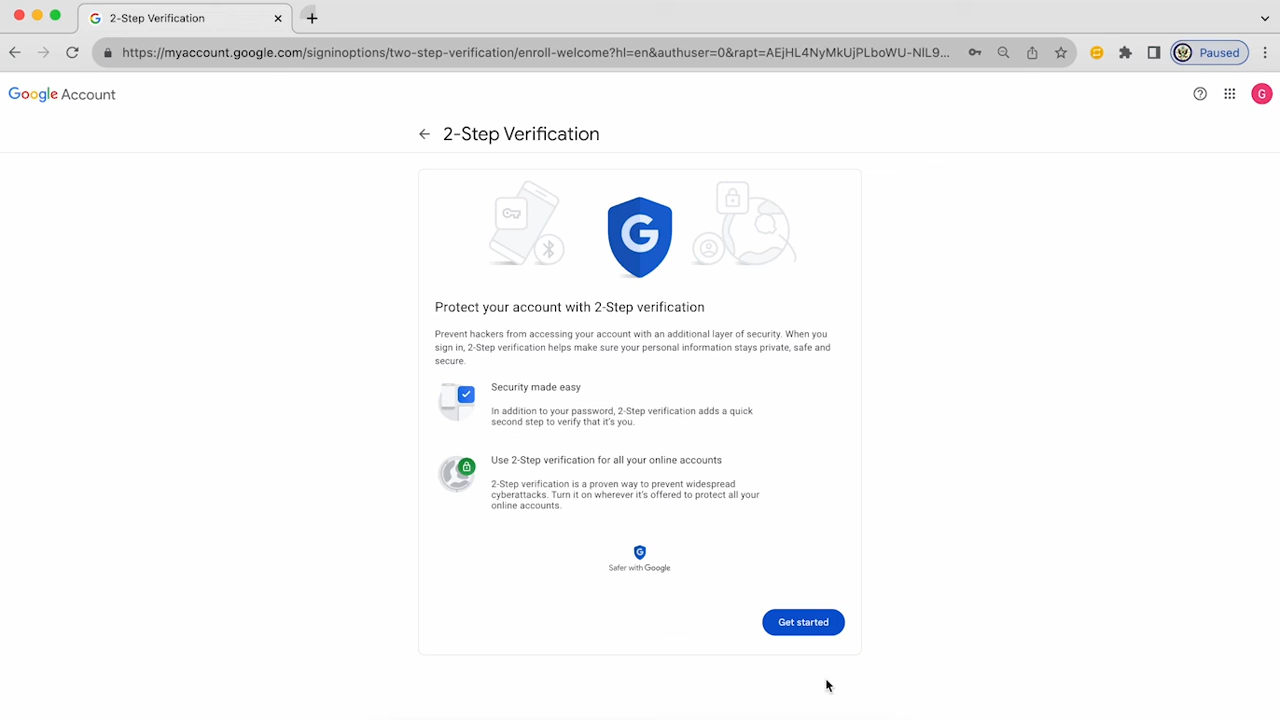 2-Step Verification
https://myaccount.google.com/signinoptions/two-step-verification/enroll-welcome?hl=en&authuser=0&rapt=AEjHL4NyMkUjPLboWU-NIL9...
Paused
Google Account
G
2-Step Verification
G
Protect your account with 2-Step verification
Prevent hackers from accessing your account with an additional layer of security. When you
sign in, 2-Step verification helps make sure your personal information stays private, safe and
secure.
Security made easy
In addition to your password, 2-Step verification adds a quick
second step to verify that it's you.
Use 2-Step verification for all your online accounts
2-Step verification is a proven way to prevent widespread
cyberattacks. Turn it on wherever it's offered to protect all your
online accounts.
G
Safer with Google
Get started